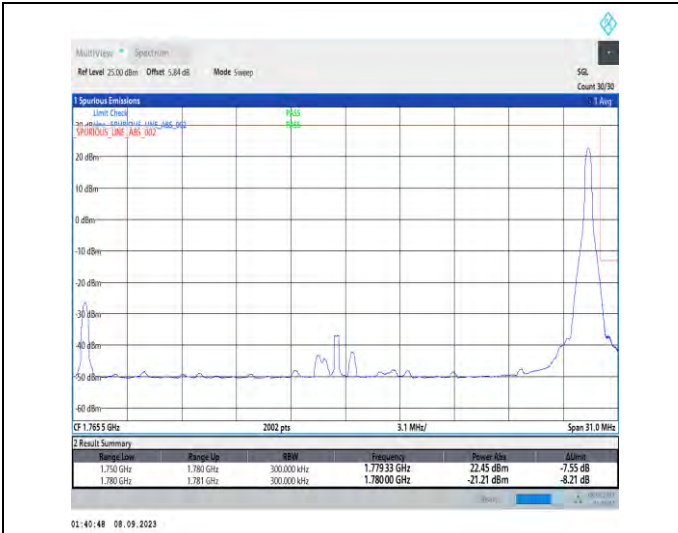 MultiView Spectrum
Ref Level 25.00 dBm Offset 5.84 dB Mode Sweep SGL
Count 30/30
1 Spurious Emissions 1 Avg
Limit Check PASS
SPURIOUS_LINE_ABS_002 PASS
SPURIOUS_LINE_ABS_002
20 dBm
10 dBm
0 dBm
-10 dBm
-20 dBm
-30 dBm
-40 dBm
-50 dBm
-60 dBm
CF 1.7655 GHz 2002 pts 3.1 MHz/ Span 31.0 MHz
2 Result Summary
Range Low Range Up RBW Frequency Power Abs ΔLimit
1.750 GHz 1.780 GHz 300.000 kHz 1.779 33 GHz 22.45 dBm -7.55 dB
1.780 GHz 1.781 GHz 300.000 kHz 1.780 00 GHz -21.21 dBm -8.21 dB
Ready
01:40:48 08.09.2023